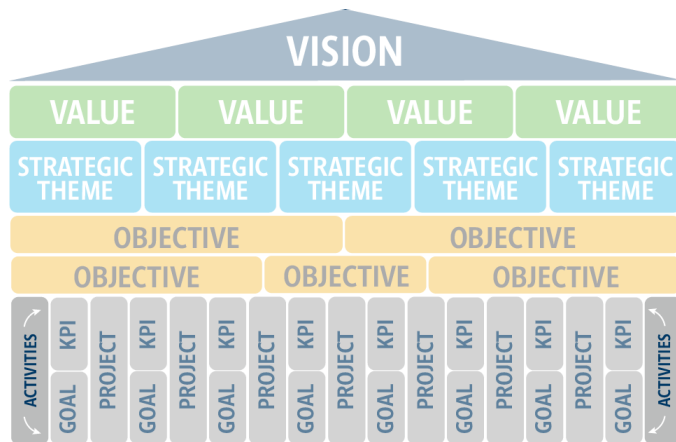 VISION
VALUE VALUE VALUE VALUE
STRATEGIC THEME
STRATEGIC THEME
STRATEGIC THEME
STRATEGIC THEME
STRATEGIC THEME
OBJECTIVE OBJECTIVE
OBJECTIVE OBJECTIVE OBJECTIVE
ACTIVITIES
KPI
GOAL
PROJECT
KPI
GOAL
PROJECT
KPI
GOAL
PROJECT
KPI
GOAL
PROJECT
KPI
GOAL
PROJECT
KPI
GOAL
PROJECT
KPI
GOAL
PROJECT
KPI
GOAL
ACTIVITIES